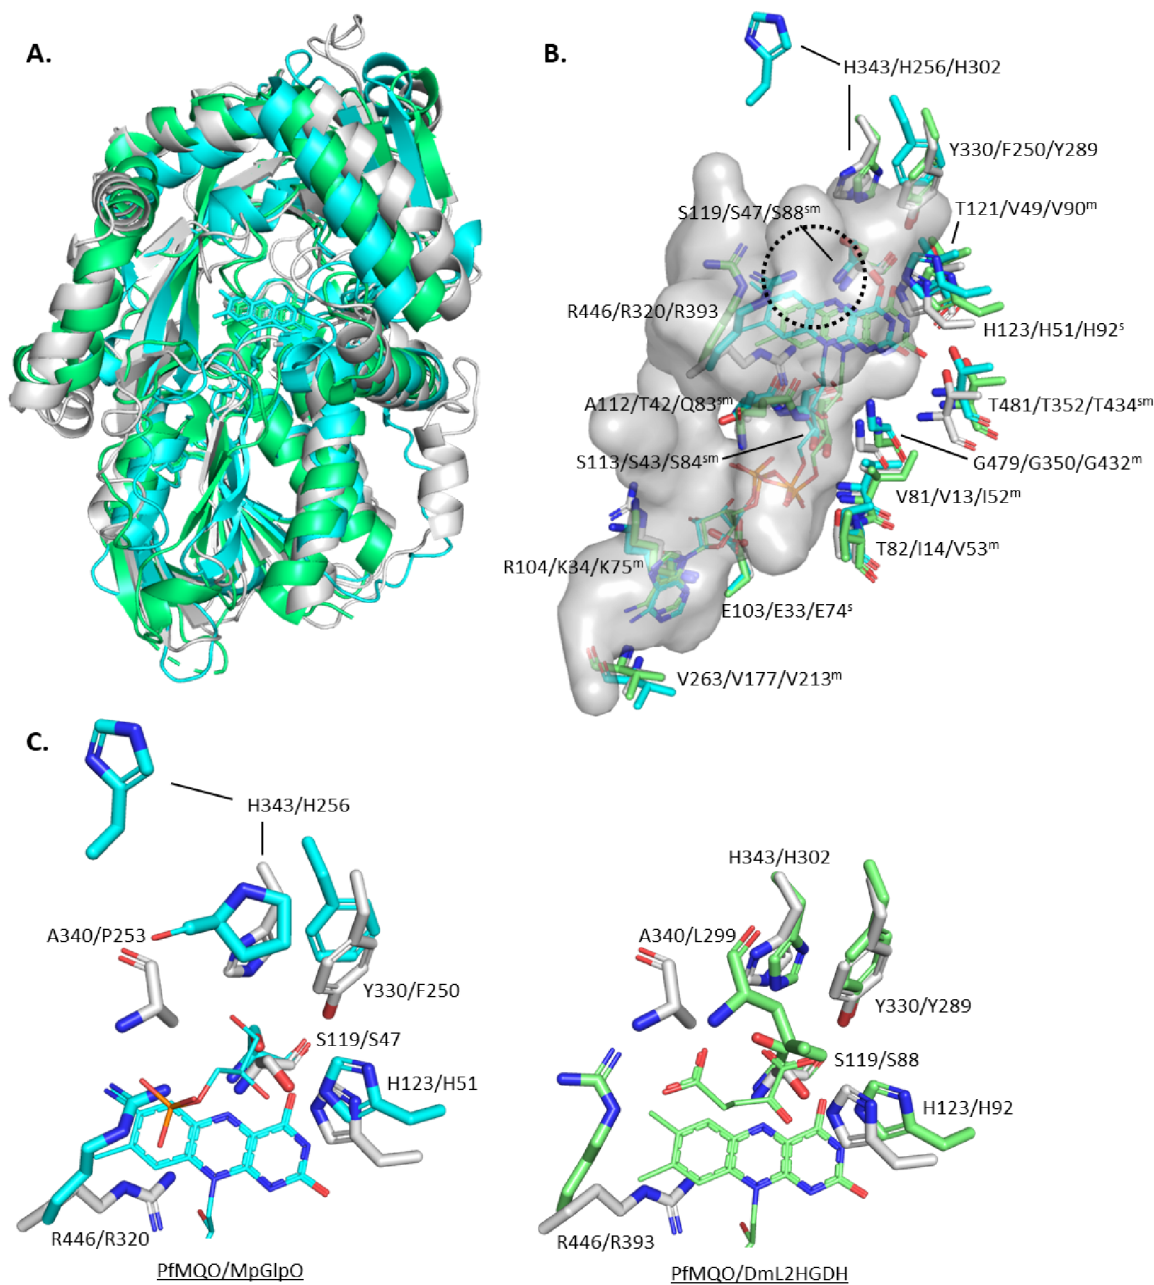 A.
B.
H343/H256/H302
Y330/F250/Y289
S119/S47/S88sm
T121/V49/V90m
R446/R320/R393
H123/H51/H92s
A112/T42/Q83sm
T481/T352/T434sm
S113/S43/S84sm
G479/G350/G432m
V81/V13/I52m
T82/I14/V53m
R104/K34/K75m
E103/E33/E74s
V263/V177/V213m
C.
H343/H256
A340/P253
Y330/F250
S119/S47
H123/H51
R446/R320
PfMQO/MpGlpO
H343/H302
A340/L299
Y330/Y289
S119/S88
H123/H92
R446/R393
PfMQO/DmL2HGDH